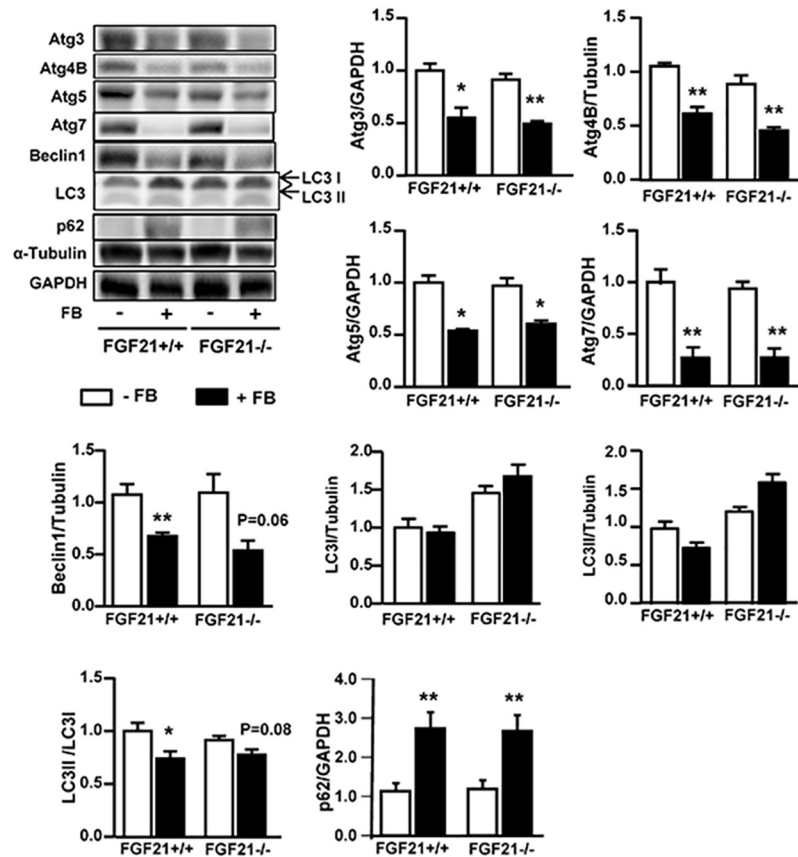 Atg3
Atg4B
Atg5
Atg7
Beclin1
LC3 I
LC3
LC3 II
p62
α-Tubulin
GAPDH
FB - + - +
FGF21+/+ FGF21-/-
- FB + FB
Atg3/GAPDH
1.5
1.0
0.5
0.0
* **
FGF21+/+ FGF21-/-
Atg4B/Tubulin
1.5
1.0
0.5
0.0
** **
FGF21+/+ FGF21-/-
Atg5/GAPDH
1.5
1.0
0.5
0.0
* *
FGF21+/+ FGF21-/-
Atg7/GAPDH
1.5
1.0
0.5
0.0
** **
FGF21+/+ FGF21-/-
Beclin1/Tubulin
1.5
1.0
0.5
0.0
** P=0.06
FGF21+/+ FGF21-/-
LC3I/Tubulin
2.0
1.5
1.0
0.5
0.0
FGF21+/+ FGF21-/-
LC3II/Tubulin
2.0
1.5
1.0
0.5
0.0
FGF21+/+ FGF21-/-
LC3II /LC3I
1.5
1.0
0.5
0.0
* P=0.08
FGF21+/+ FGF21-/-
p62/GAPDH
4.0
3.0
2.0
1.0
0.0
** **
FGF21+/+ FGF21-/-